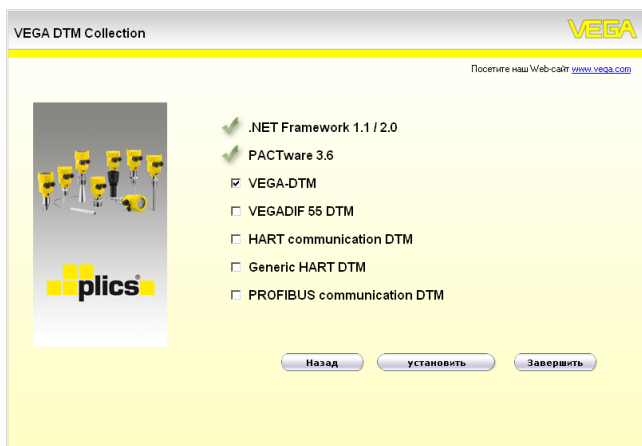 VEGA DTM Collection
VEGA
Посетите наш Web-сайт www.vega.com
.NET Framework 1.1 / 2.0
PACTware 3.6
VEGA-DTM
VEGADIF 55 DTM
HART communication DTM
Generic HART DTM
PROFIBUS communication DTM
plics®
Назад
установить
Завершить